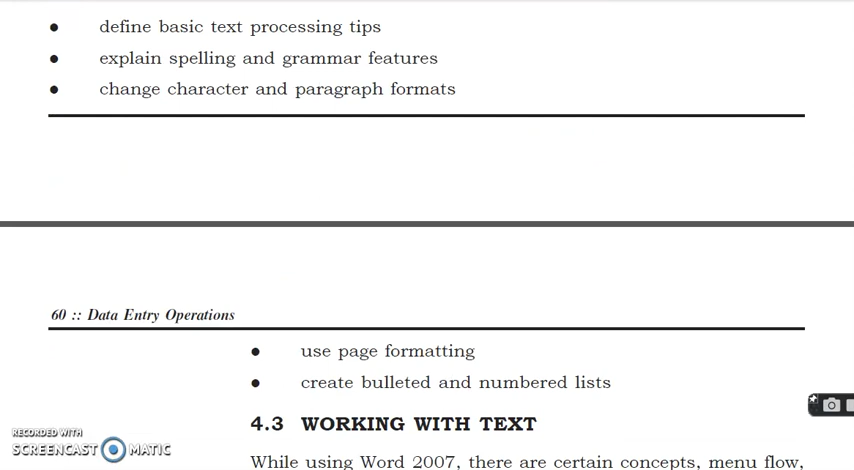 ● define basic text processing tips
● explain spelling and grammar features
● change character and paragraph formats
60 :: Data Entry Operations
● use page formatting
● create bulleted and numbered lists
4.3 WORKING WITH TEXT
While using Word 2007, there are certain concepts, menu flow,
RECORDED WITH
SCREENCAST MATIC